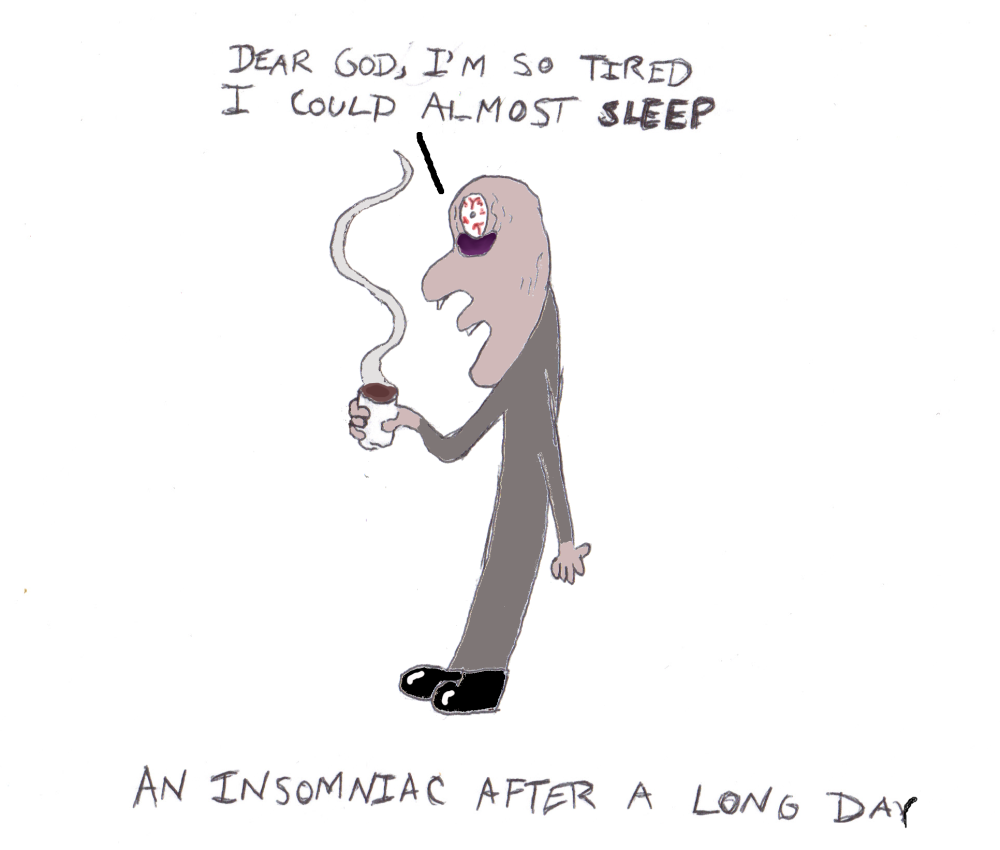 DEAR GOD, I'M SO TIRED
I COULD ALMOST SLEEP
AN INSOMNIAC AFTER A LONG DAY